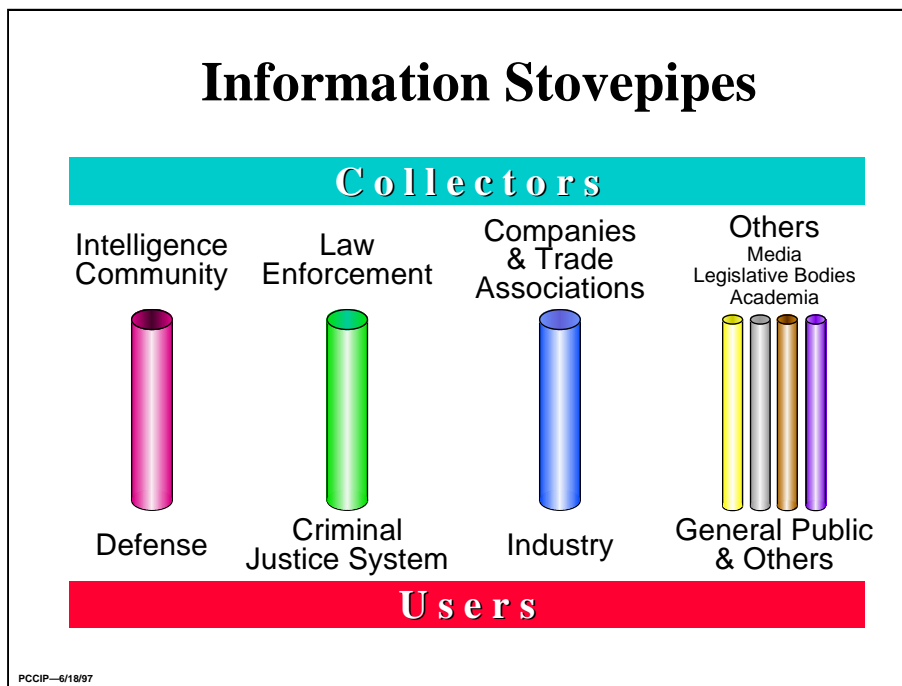 Information Stovepipes
Collectors
Intelligence
Community
Law
Enforcement
Companies
& Trade
Associations
Others
Media
Legislative Bodies
Academia
Defense
Criminal
Justice System
Industry
General Public
& Others
Users
PCCIP—6/18/97